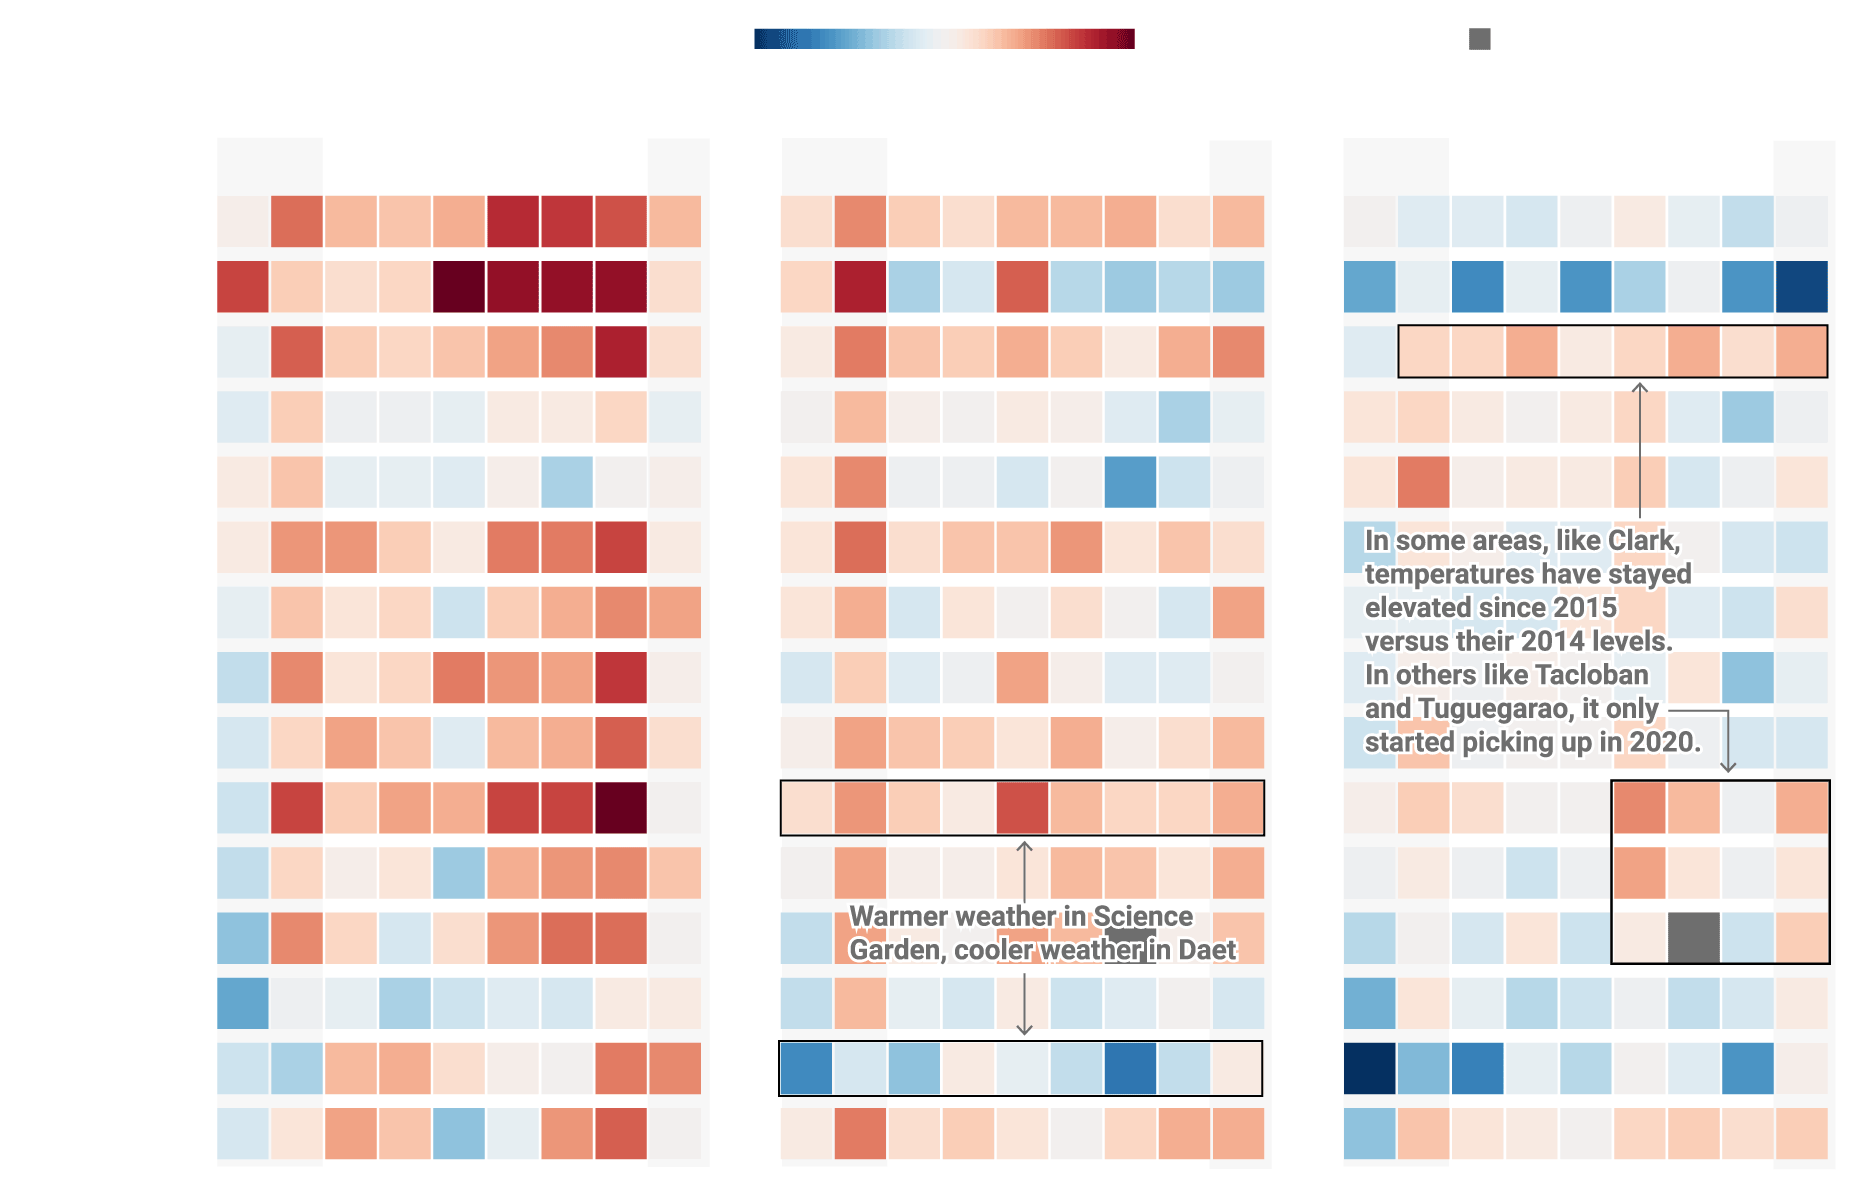 In some areas, like Clark,
temperatures have stayed
elevated since 2015
versus their 2014 levels.
In others like Tacloban
and Tuguegarao, it only
started picking up in 2020.
Warmer weather in Science
Garden, cooler weather in Daet